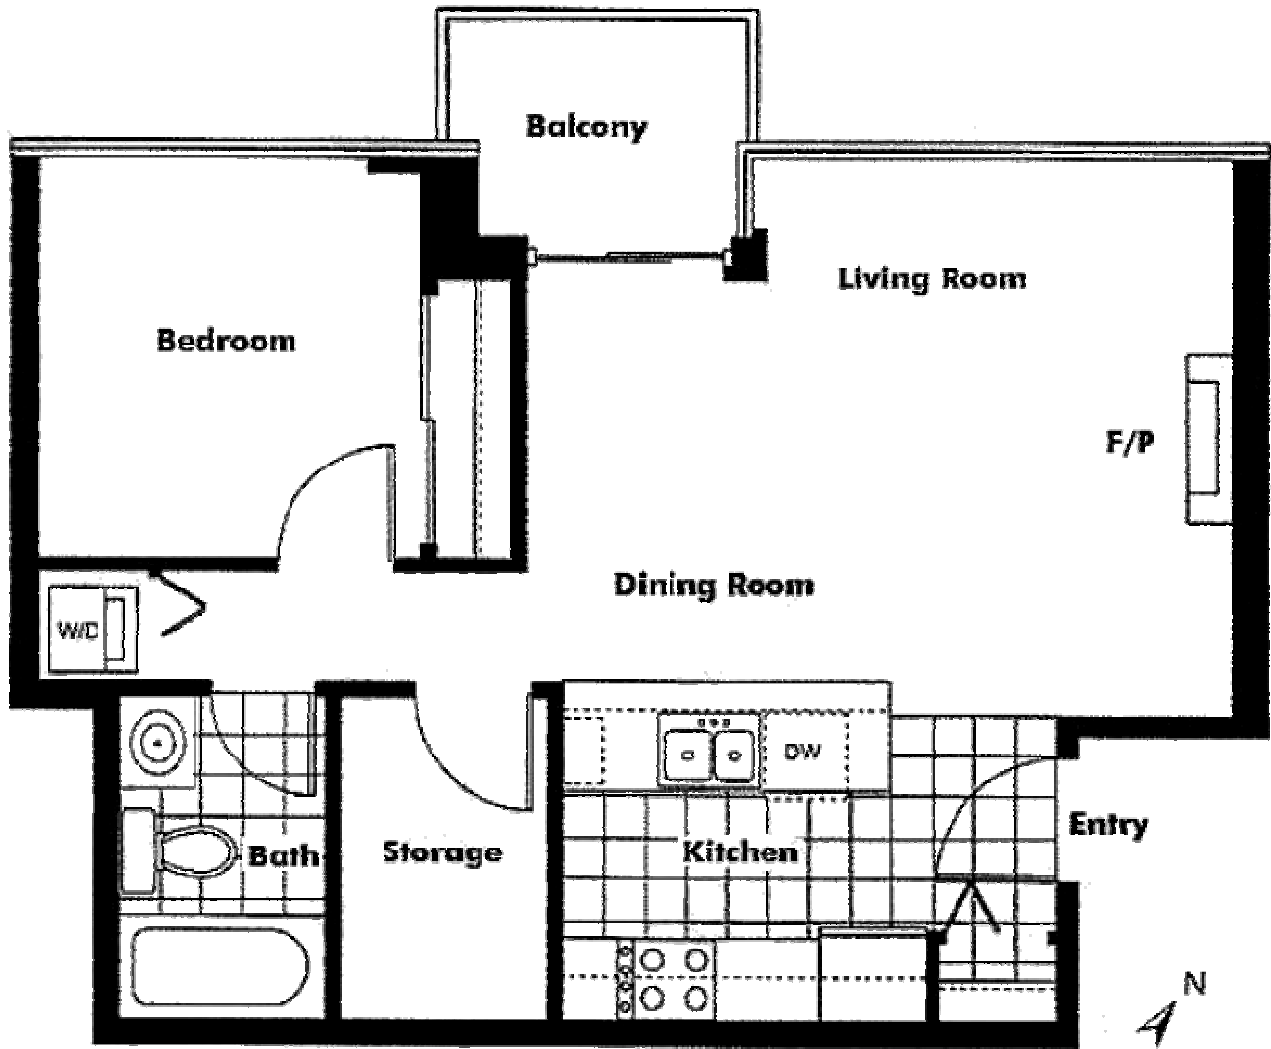 Balcony
Living Room
Bedroom
F/P
Dining Room
W/D
DW
Entry
Bath
Storage
Kitchen
N